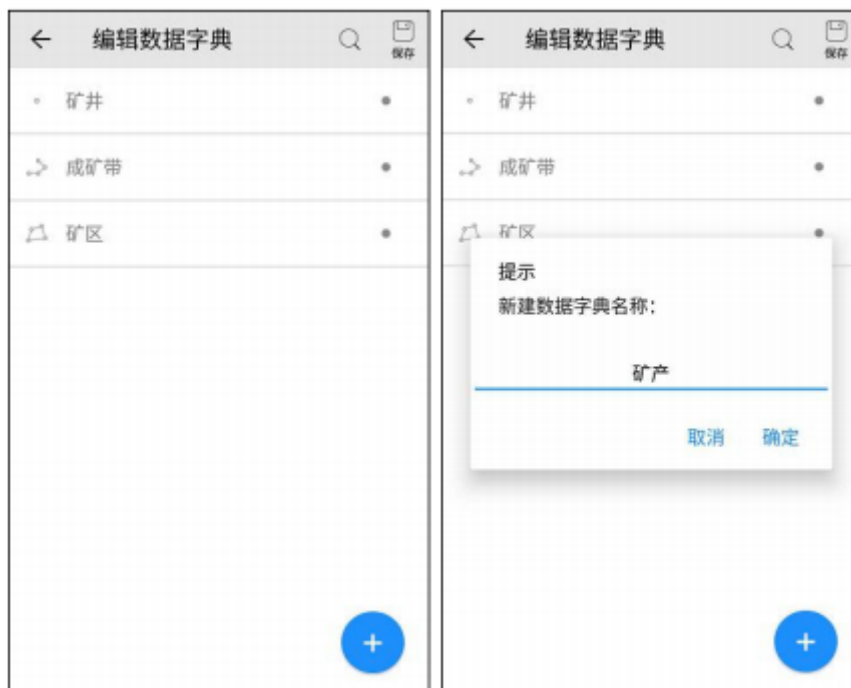 编辑数据字典
保存
矿井
成矿带
矿区
编辑数据字典
保存
矿井
成矿带
矿区
提示
新建数据字典名称：
矿产
取消 确定